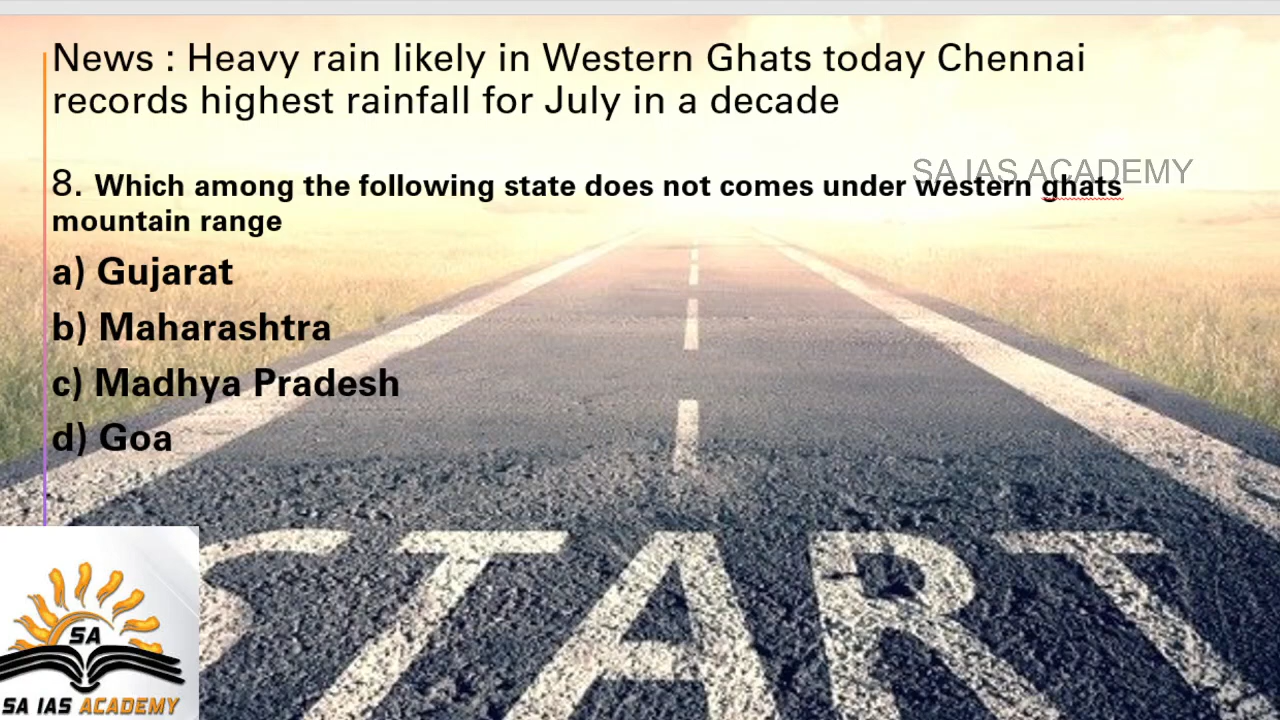 News : Heavy rain likely in Western Ghats today Chennai
records highest rainfall for July in a decade
SA IAS ACADEMY
8. Which among the following state does not comes under western ghats
mountain range
a) Gujarat
b) Maharashtra
c) Madhya Pradesh
d) Goa
START
SA
SA IAS ACADEMY